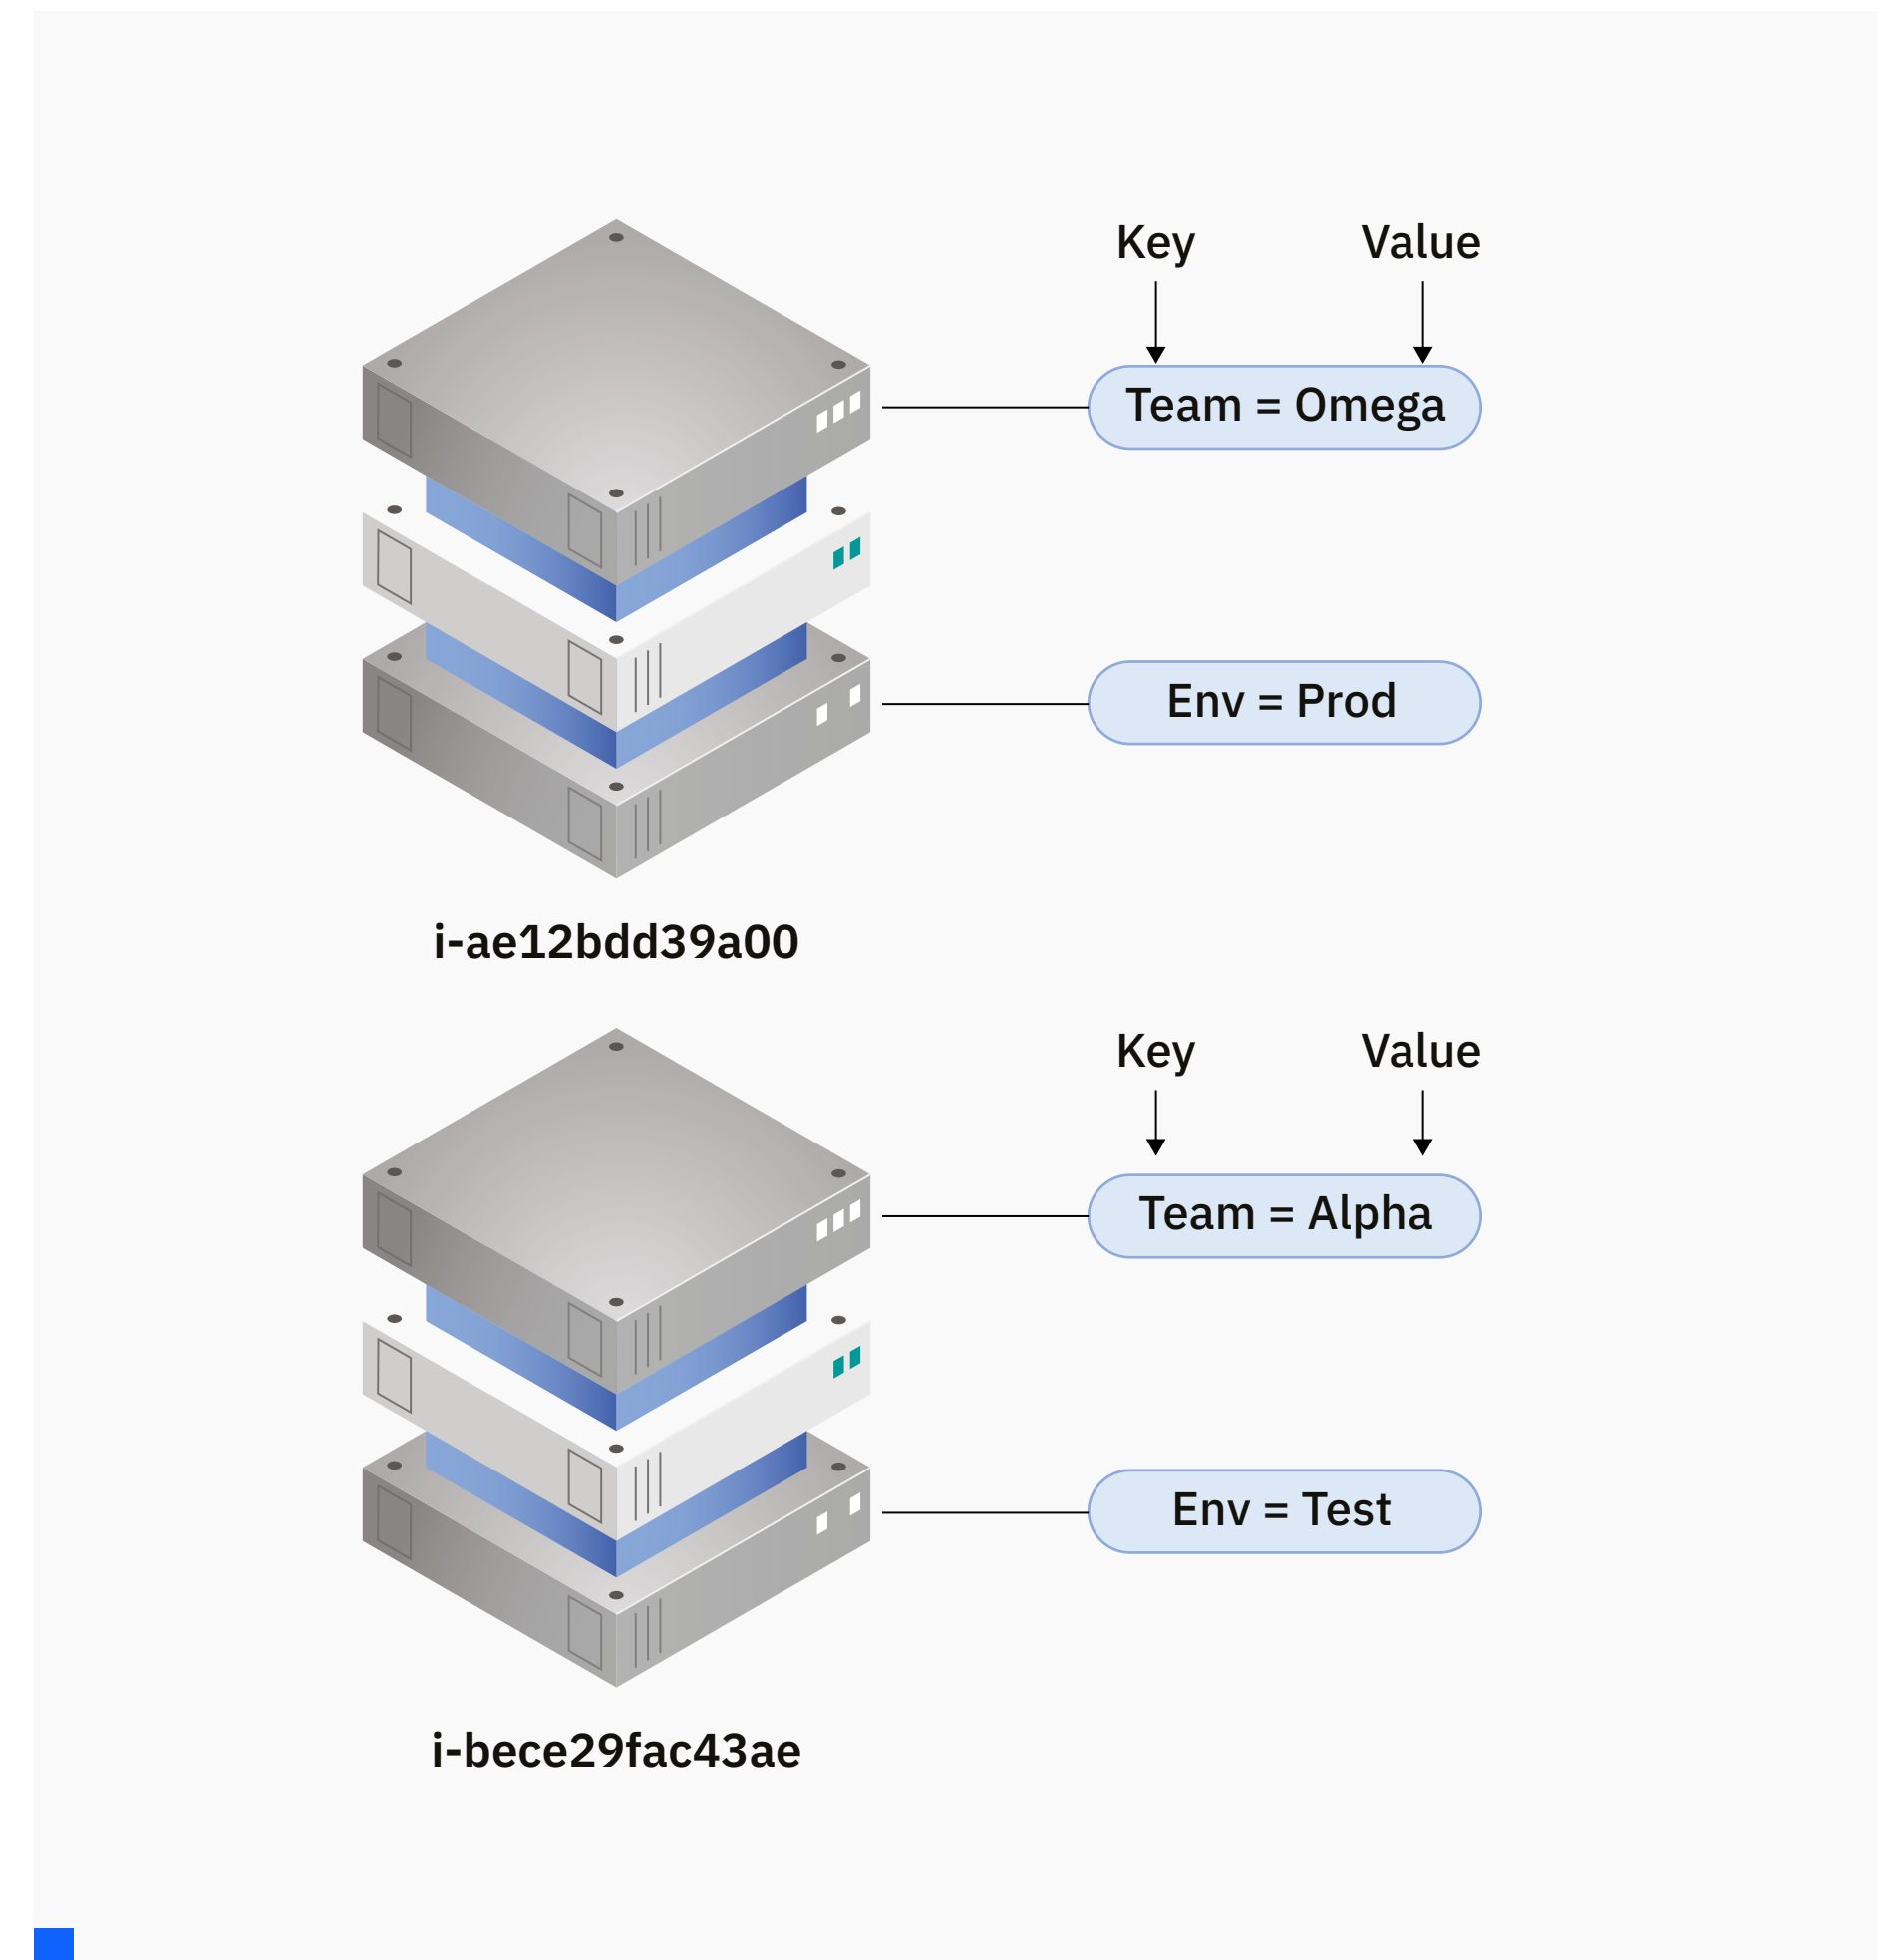 Key Value
Team = Omega
Env = Prod
i-ae12bdd39a00
Key Value
Team = Alpha
Env = Test
i-bece29fac43ae